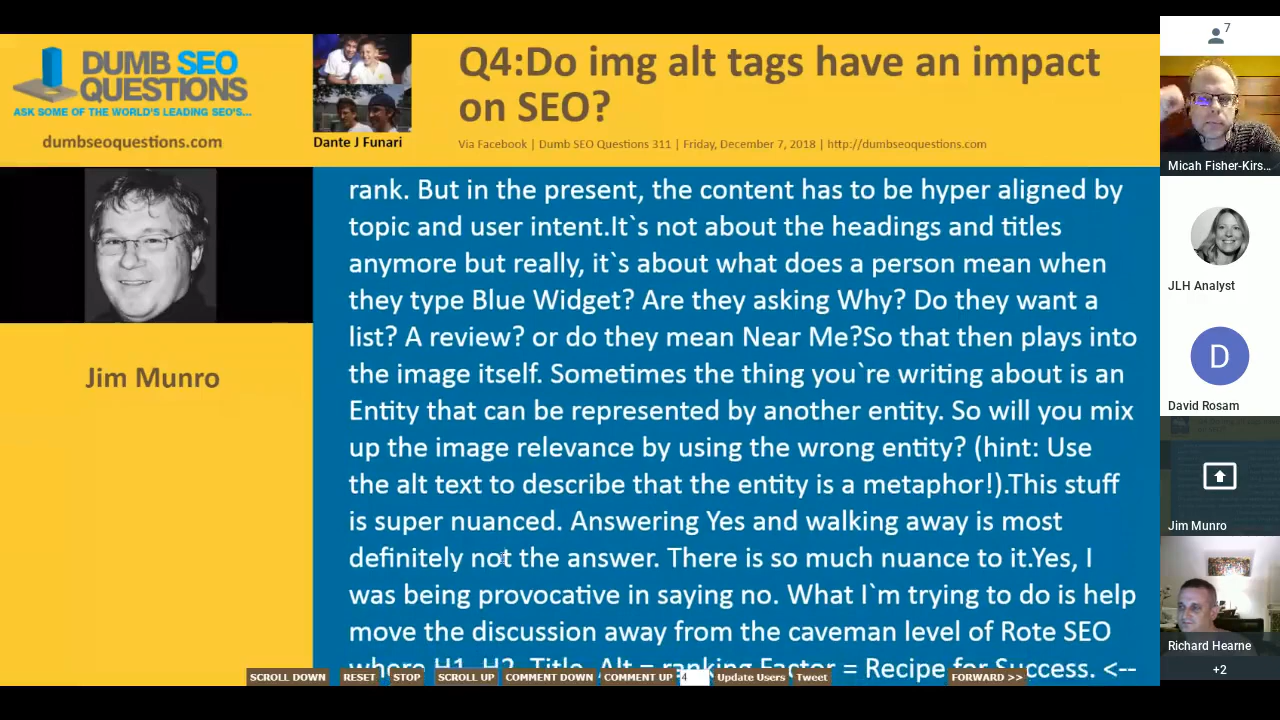 DUMB SEO
QUESTIONS
ASK SOME OF THE WORLD'S LEADING SEO'S...
dumbseoquestions.com
Dante J Funari
Q4:Do img alt tags have an impact
on SEO?
Via Facebook | Dumb SEO Questions 311 | Friday, December 7, 2018 | http://dumbseoquestions.com
Jim Munro
rank. But in the present, the content has to be hyper aligned by
topic and user intent.It`s not about the headings and titles
anymore but really, it`s about what does a person mean when
they type Blue Widget? Are they asking Why? Do they want a
list? A review? or do they mean Near Me?So that then plays into
the image itself. Sometimes the thing you`re writing about is an
Entity that can be represented by another entity. So will you mix
up the image relevance by using the wrong entity? (hint: Use
the alt text to describe that the entity is a metaphor!).This stuff
is super nuanced. Answering Yes and walking away is most
definitely not the answer. There is so much nuance to it.Yes, I
was being provocative in saying no. What I`m trying to do is help
move the discussion away from the caveman level of Rote SEO
where H1, H2, Title, Alt = ranking Factor = Recipe for Success. <--
SCROLL DOWN RESET STOP SCROLL UP COMMENT DOWN COMMENT UP 4 Update Users Tweet FORWARD >>
7
Micah Fisher-Kirs...
JLH Analyst
D
David Rosam
Jim Munro
Richard Hearne
+2